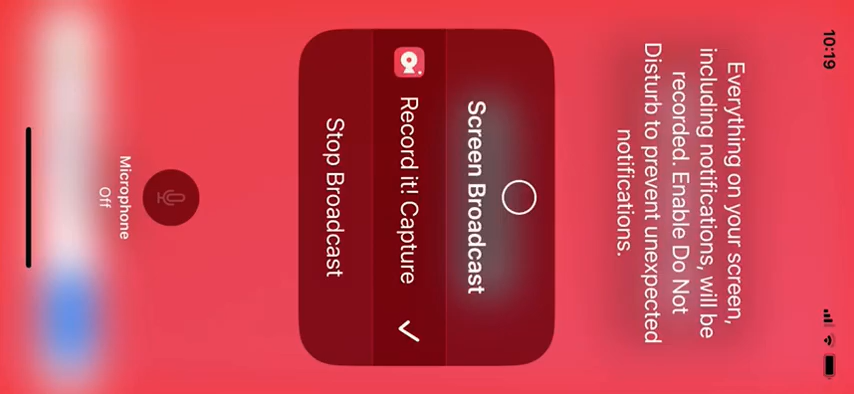 10:19
Everything on your screen,
including notifications, will be
recorded. Enable Do Not
Disturb to prevent unexpected
notifications.
Screen Broadcast
Record it! Capture
Stop Broadcast
Microphone
Off